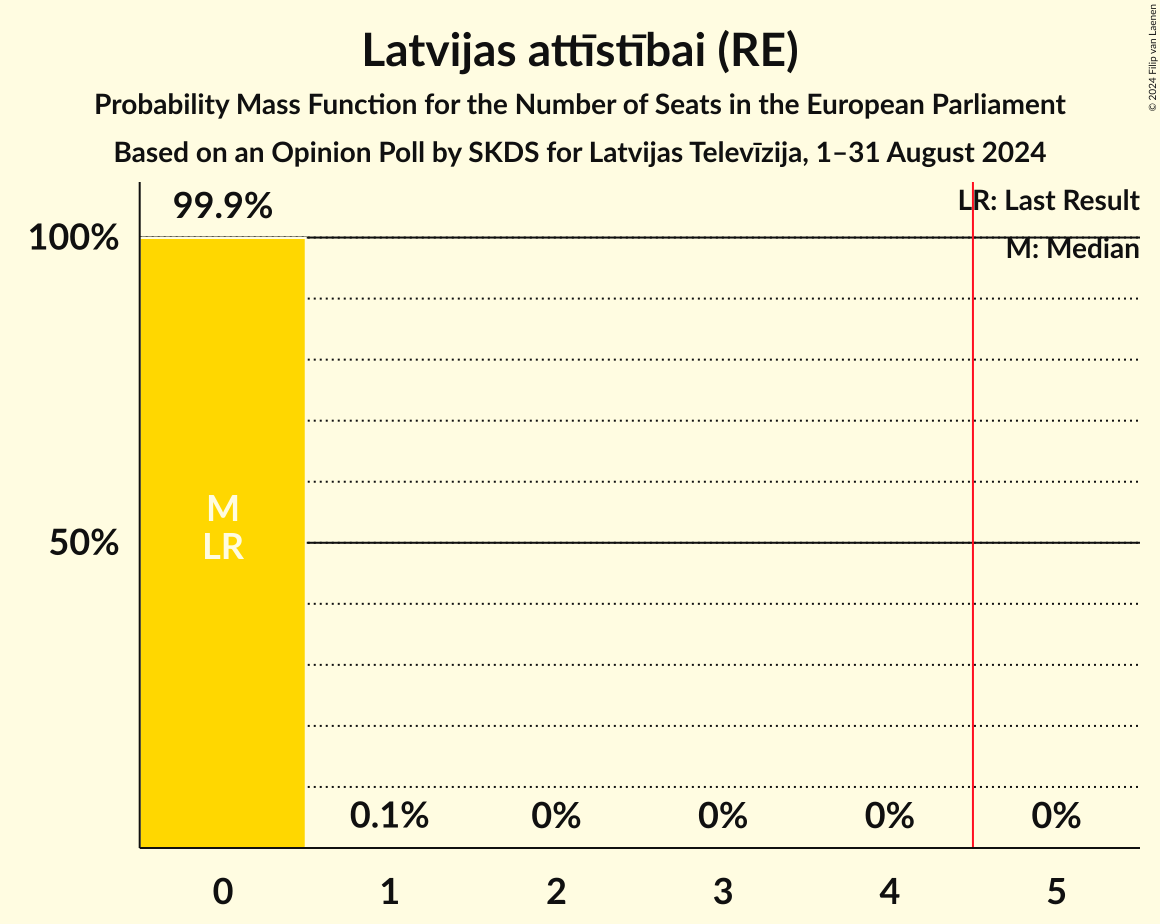 Latvijas attīstībai (RE)
Probability Mass Function for the Number of Seats in the European Parliament
Based on an Opinion Poll by SKDS for Latvijas Televīzija, 1–31 August 2024
© 2024 Filip van Laenen
99.9%
LR: Last Result
100%
M: Median
M
LR
50%
0.1% 0% 0% 0% 0%
0 1 2 3 4 5